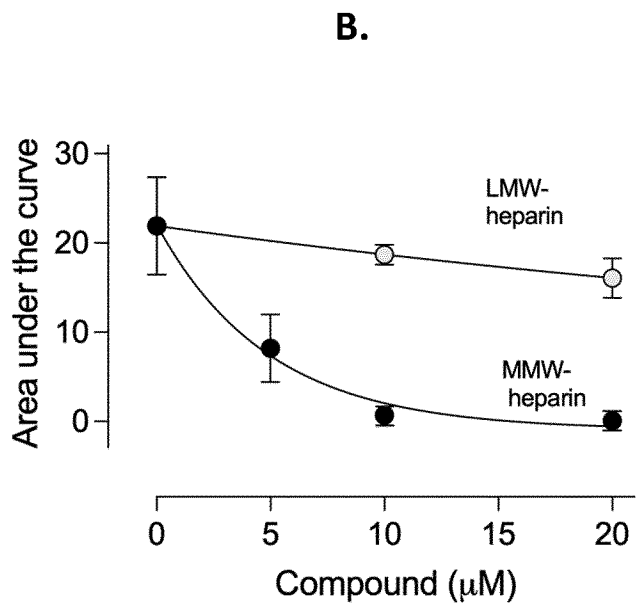 B.
Area under the curve
30
20
10
0
LMW-
heparin
MMW-
heparin
0 5 10 15 20
Compound (μM)